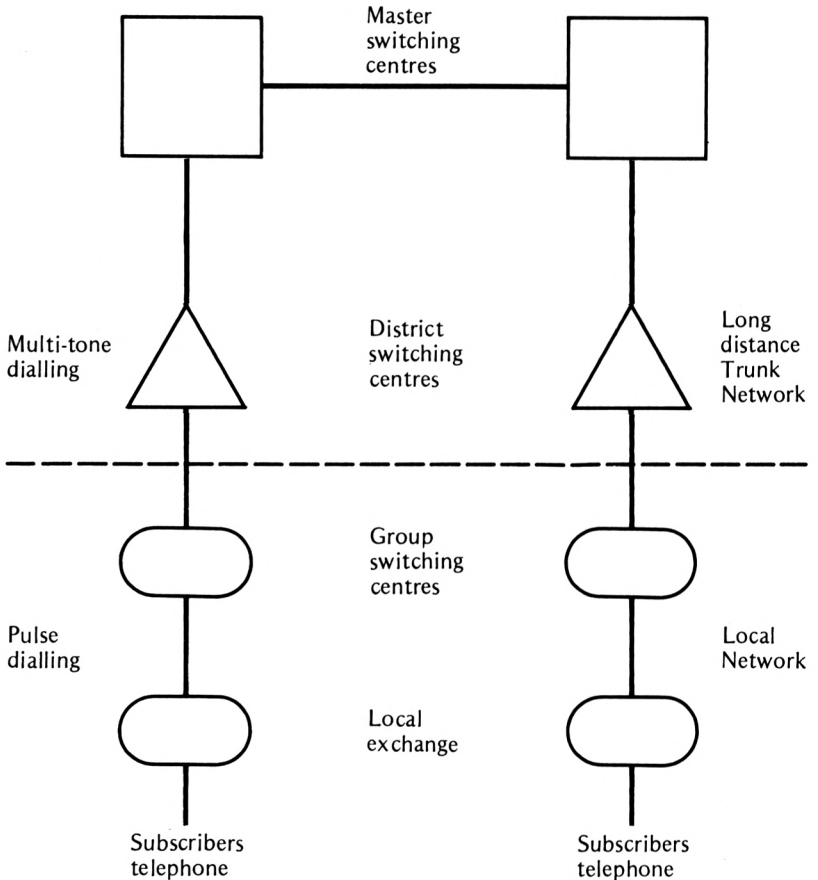 Master
switching
centres
Multi-tone
dialling
District
switching
centres
Long
distance
Trunk
Network
Group
switching
centres
Pulse
dialling
Local
Network
Local
exchange
Subscribers
telephone
Subscribers
telephone